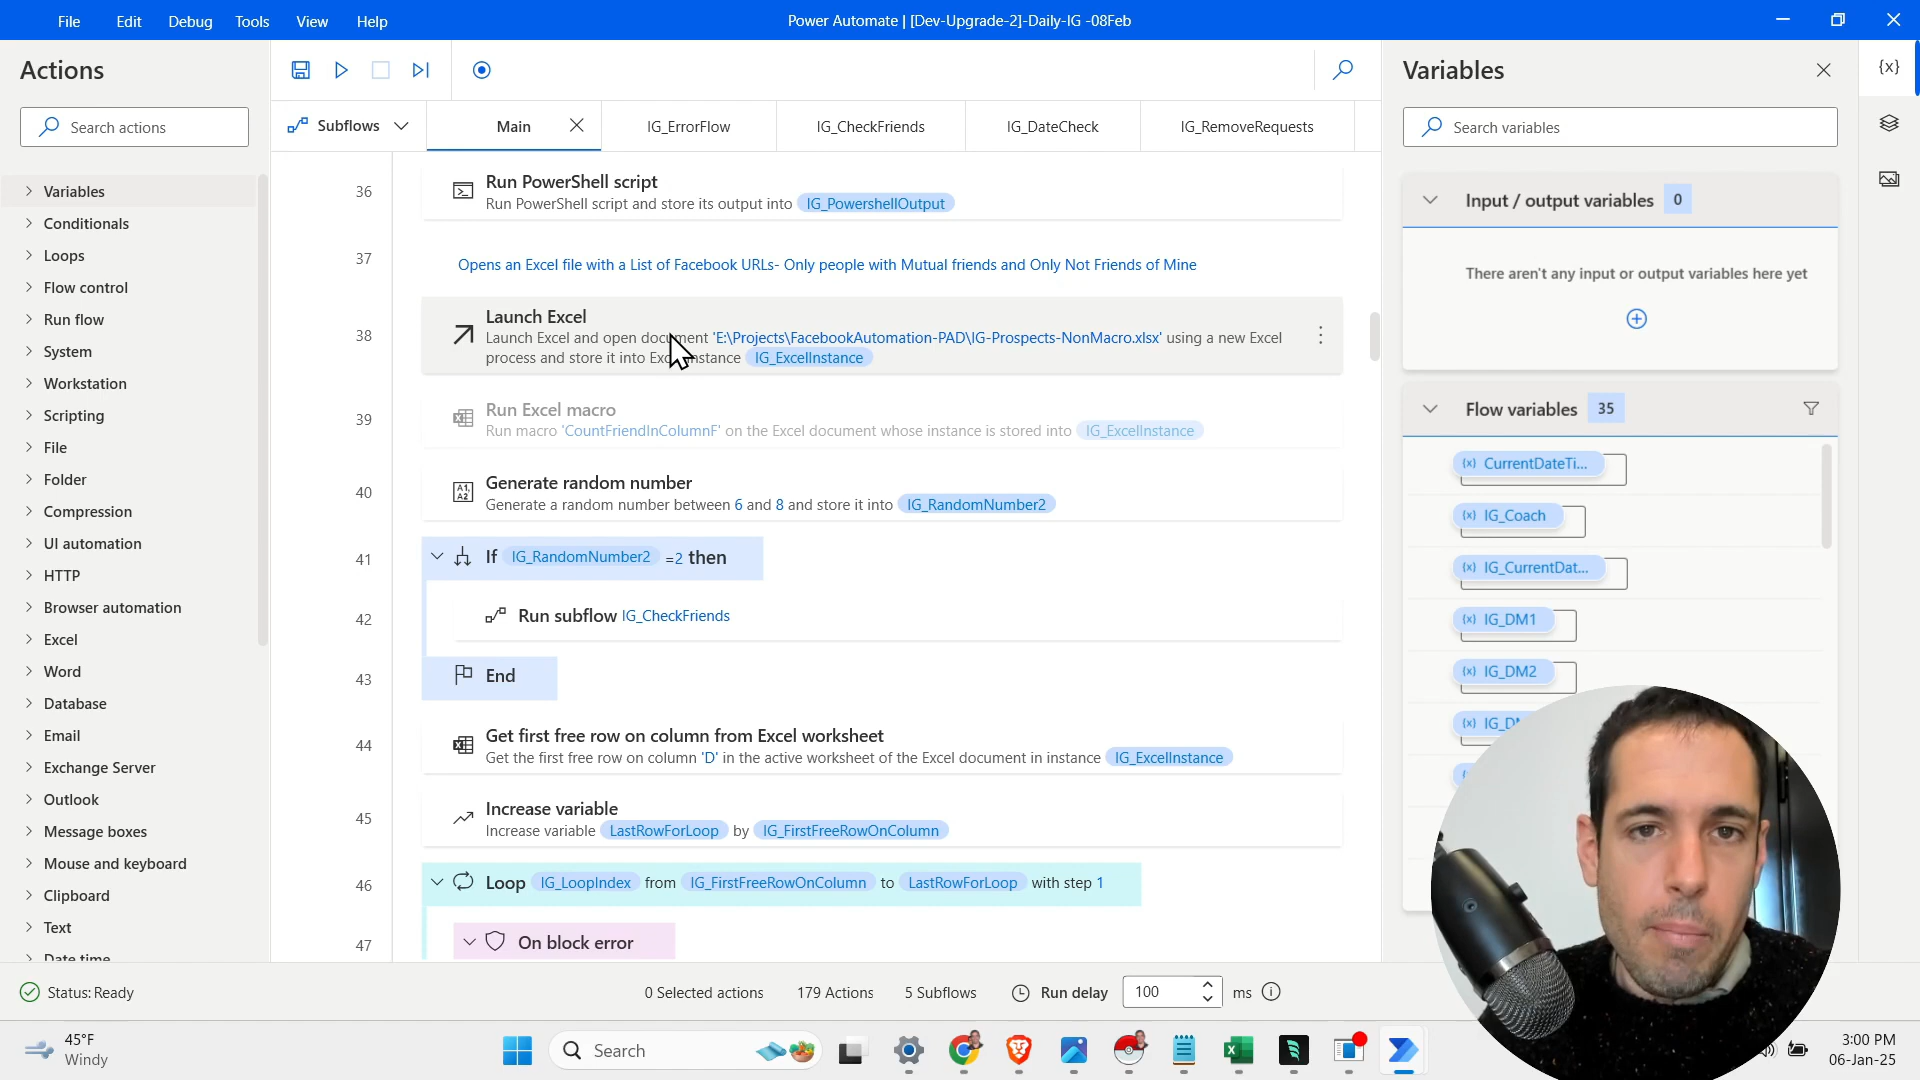 File Edit Debug Tools View Help
Power Automate | [Dev-Upgrade-2]-Daily-IG -08Feb
Actions
Search actions
Variables
Conditionals
Loops
Flow control
Run flow
System
Workstation
Scripting
File
Folder
Compression
UI automation
HTTP
Browser automation
Excel
Word
Database
Email
Exchange Server
Outlook
Message boxes
Mouse and keyboard
Clipboard
Text
Date time
Subflows
Main
IG_ErrorFlow
IG_CheckFriends
IG_DateCheck
IG_RemoveRequests
36
Run PowerShell script
Run PowerShell script and store its output into IG_PowershellOutput
37
Opens an Excel file with a List of Facebook URLs- Only people with Mutual friends and Only Not Friends of Mine
38
Launch Excel
Launch Excel and open document 'E:\Projects\FacebookAutomation-PAD\IG-Prospects-NonMacro.xlsx' using a new Excel
process and store it into Excel instance IG_ExcelInstance
39
Run Excel macro
Run macro 'CountFriendInColumnF' on the Excel document whose instance is stored into IG_ExcelInstance
40
Generate random number
Generate a random number between 6 and 8 and store it into IG_RandomNumber2
41
If IG_RandomNumber2 =2 then
42
Run subflow IG_CheckFriends
43
End
44
Get first free row on column from Excel worksheet
Get the first free row on column 'D' in the active worksheet of the Excel document in instance IG_ExcelInstance
45
Increase variable
Increase variable LastRowForLoop by IG_FirstFreeRowOnColumn
46
Loop IG_LoopIndex from IG_FirstFreeRowOnColumn to LastRowForLoop with step 1
47
On block error
Variables
{x}
Search variables
Input / output variables 0
There aren't any input or output variables here yet
Flow variables 35
(x) CurrentDateTi...
(x) IG_Coach
(x) IG_CurrentDat...
(x) IG_DM1
(x) IG_DM2
Status: Ready
0 Selected actions
179 Actions
5 Subflows
Run delay
100
ms
45°F
Windy
Search
3:00 PM
06-Jan-25